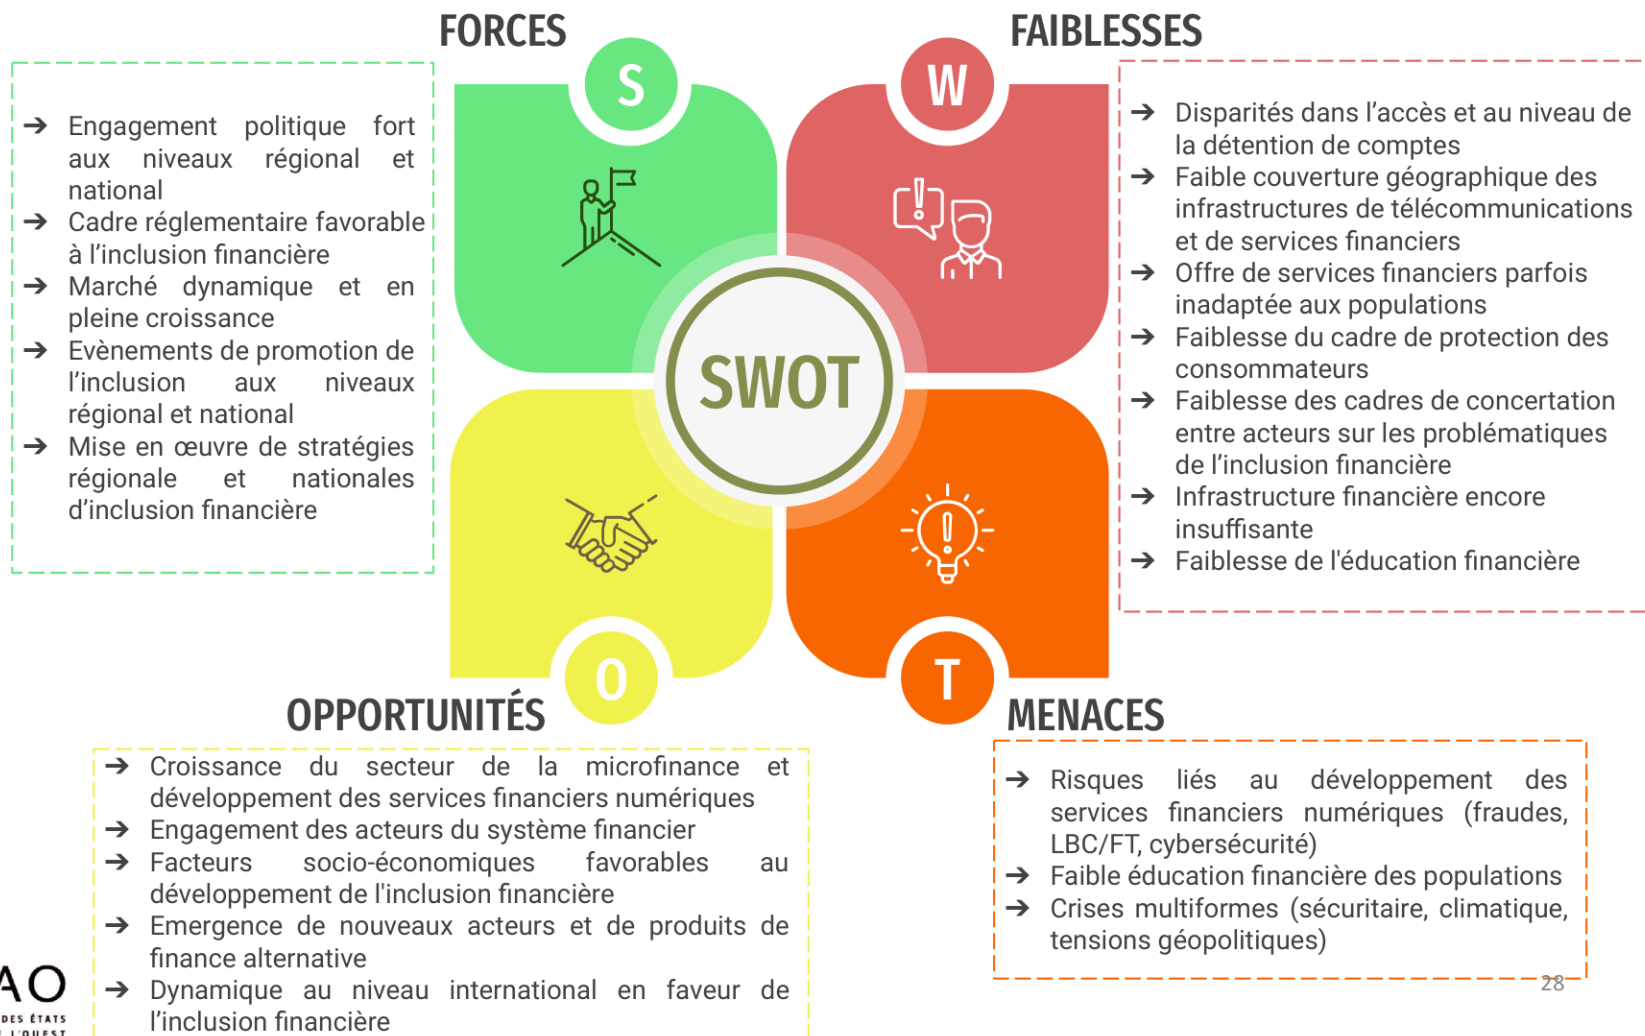 FORCES
S
➔ Engagement politique fort
aux niveaux régional et
national
➔ Cadre réglementaire favorable
à l’inclusion financière
➔ Marché dynamique et en
pleine croissance
➔ Evènements de promotion de
l’inclusion aux niveaux
régional et national
➔ Mise en œuvre de stratégies
régionale et nationales
d’inclusion financière
FAIBLESSES
W
➔ Disparités dans l’accès et au niveau de
la détention de comptes
➔ Faible couverture géographique des
infrastructures de télécommunications
et de services financiers
➔ Offre de services financiers parfois
inadaptée aux populations
➔ Faiblesse du cadre de protection des
consommateurs
➔ Faiblesse des cadres de concertation
entre acteurs sur les problématiques
de l’inclusion financière
➔ Infrastructure financière encore
insuffisante
➔ Faiblesse de l'éducation financière
SWOT
O
OPPORTUNITÉS
➔ Croissance du secteur de la microfinance et
développement des services financiers numériques
➔ Engagement des acteurs du système financier
➔ Facteurs socio-économiques favorables au
développement de l'inclusion financière
➔ Emergence de nouveaux acteurs et de produits de
finance alternative
➔ Dynamique au niveau international en faveur de
l’inclusion financière
T
MENACES
➔ Risques liés au développement des
services financiers numériques (fraudes,
LBC/FT, cybersécurité)
➔ Faible éducation financière des populations
➔ Crises multiformes (sécuritaire, climatique,
tensions géopolitiques)
28
AO
DES ÉTATS
L'OUEST